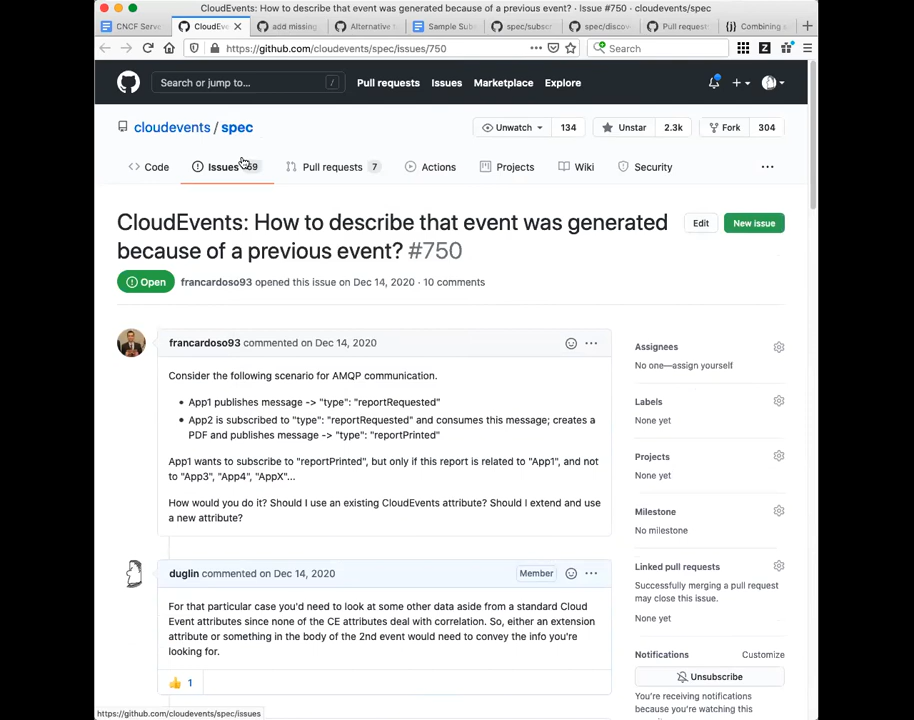 CloudEvents: How to describe that event was generated because of a previous event? · Issue #750 · cloudevents/spec
CNCF Serve
CloudEve
add missing
Alternative
Sample Sub
spec/subsc
spec/discov
Pull request
Combining
https://github.com/cloudevents/spec/issues/750
Search
Search or jump to...
/
Pull requests
Issues
Marketplace
Explore
cloudevents / spec
Unwatch
134
Unstar
2.3k
Fork
304
Code
Issues
Pull requests 7
Actions
Projects
Wiki
Security
CloudEvents: How to describe that event was generated
because of a previous event? #750
Edit
New issue
Open
francardoso93 opened this issue on Dec 14, 2020 · 10 comments
francardoso93 commented on Dec 14, 2020
Consider the following scenario for AMQP communication.
• App1 publishes message -> "type": "reportRequested"
• App2 is subscribed to "type": "reportRequested" and consumes this message; creates a
PDF and publishes message -> "type": "reportPrinted"
App1 wants to subscribe to "reportPrinted", but only if this report is related to "App1", and not
to "App3", "App4", "AppX"...
How would you do it? Should I use an existing CloudEvents attribute? Should I extend and use
a new attribute?
duglin commented on Dec 14, 2020
Member
For that particular case you'd need to look at some other data aside from a standard Cloud
Event attributes since none of the CE attributes deal with correlation. So, either an extension
attribute or something in the body of the 2nd event would need to convey the info you're
looking for.
👍 1
Assignees
No one—assign yourself
Labels
None yet
Projects
None yet
Milestone
No milestone
Linked pull requests
Successfully merging a pull request
may close this issue.
None yet
Notifications
Customize
Unsubscribe
You're receiving notifications
because you're watching this
https://github.com/cloudevents/spec/issues